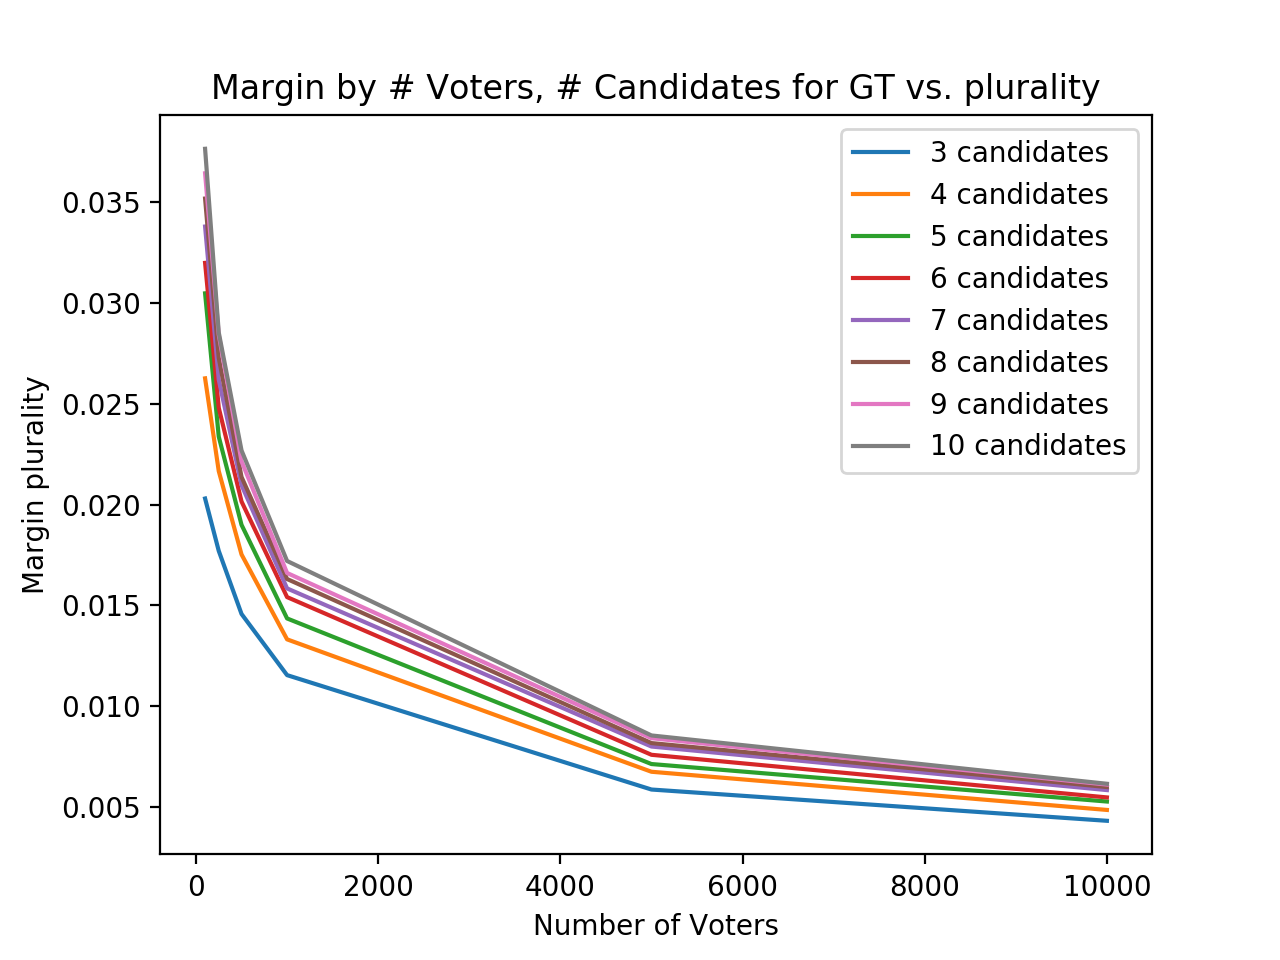 Margin by # Voters, # Candidates for GT vs. plurality
3 candidates
4 candidates
5 candidates
6 candidates
7 candidates
8 candidates
9 candidates
10 candidates
0.035
0.030
0.025
0.020
0.015
0.010
0.005
Margin plurality
0 2000 4000 6000 8000 10000
Number of Voters